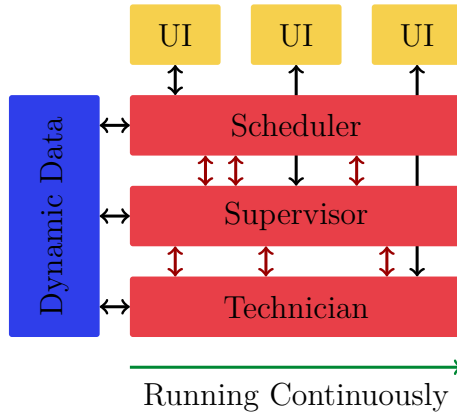 UI
UI
UI
Dynamic Data
Scheduler
Supervisor
Technician
Running Continuously